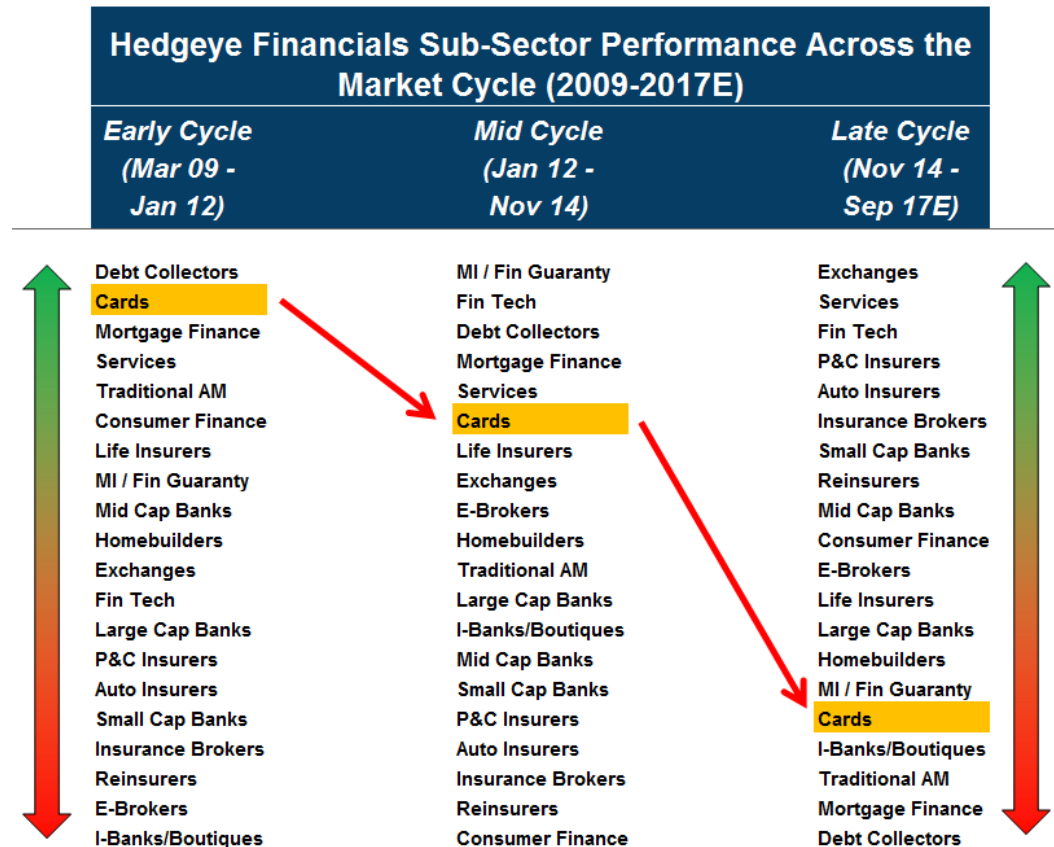 Hedgeye Financials Sub-Sector Performance Across the
Market Cycle (2009-2017E)
Early Cycle
(Mar 09 -
Jan 12)
Mid Cycle
(Jan 12 -
Nov 14)
Late Cycle
(Nov 14 -
Sep 17E)
Debt Collectors
Cards
Mortgage Finance
Services
Traditional AM
Consumer Finance
Life Insurers
MI / Fin Guaranty
Mid Cap Banks
Homebuilders
Exchanges
Fin Tech
Large Cap Banks
P&C Insurers
Auto Insurers
Small Cap Banks
Insurance Brokers
Reinsurers
E-Brokers
I-Banks/Boutiques
MI / Fin Guaranty
Fin Tech
Debt Collectors
Mortgage Finance
Services
Cards
Life Insurers
Exchanges
E-Brokers
Homebuilders
Traditional AM
Large Cap Banks
I-Banks/Boutiques
Mid Cap Banks
Small Cap Banks
P&C Insurers
Auto Insurers
Insurance Brokers
Reinsurers
Consumer Finance
Exchanges
Services
Fin Tech
P&C Insurers
Auto Insurers
Insurance Brokers
Small Cap Banks
Reinsurers
Mid Cap Banks
Consumer Finance
E-Brokers
Life Insurers
Large Cap Banks
Homebuilders
MI / Fin Guaranty
Cards
I-Banks/Boutiques
Traditional AM
Mortgage Finance
Debt Collectors